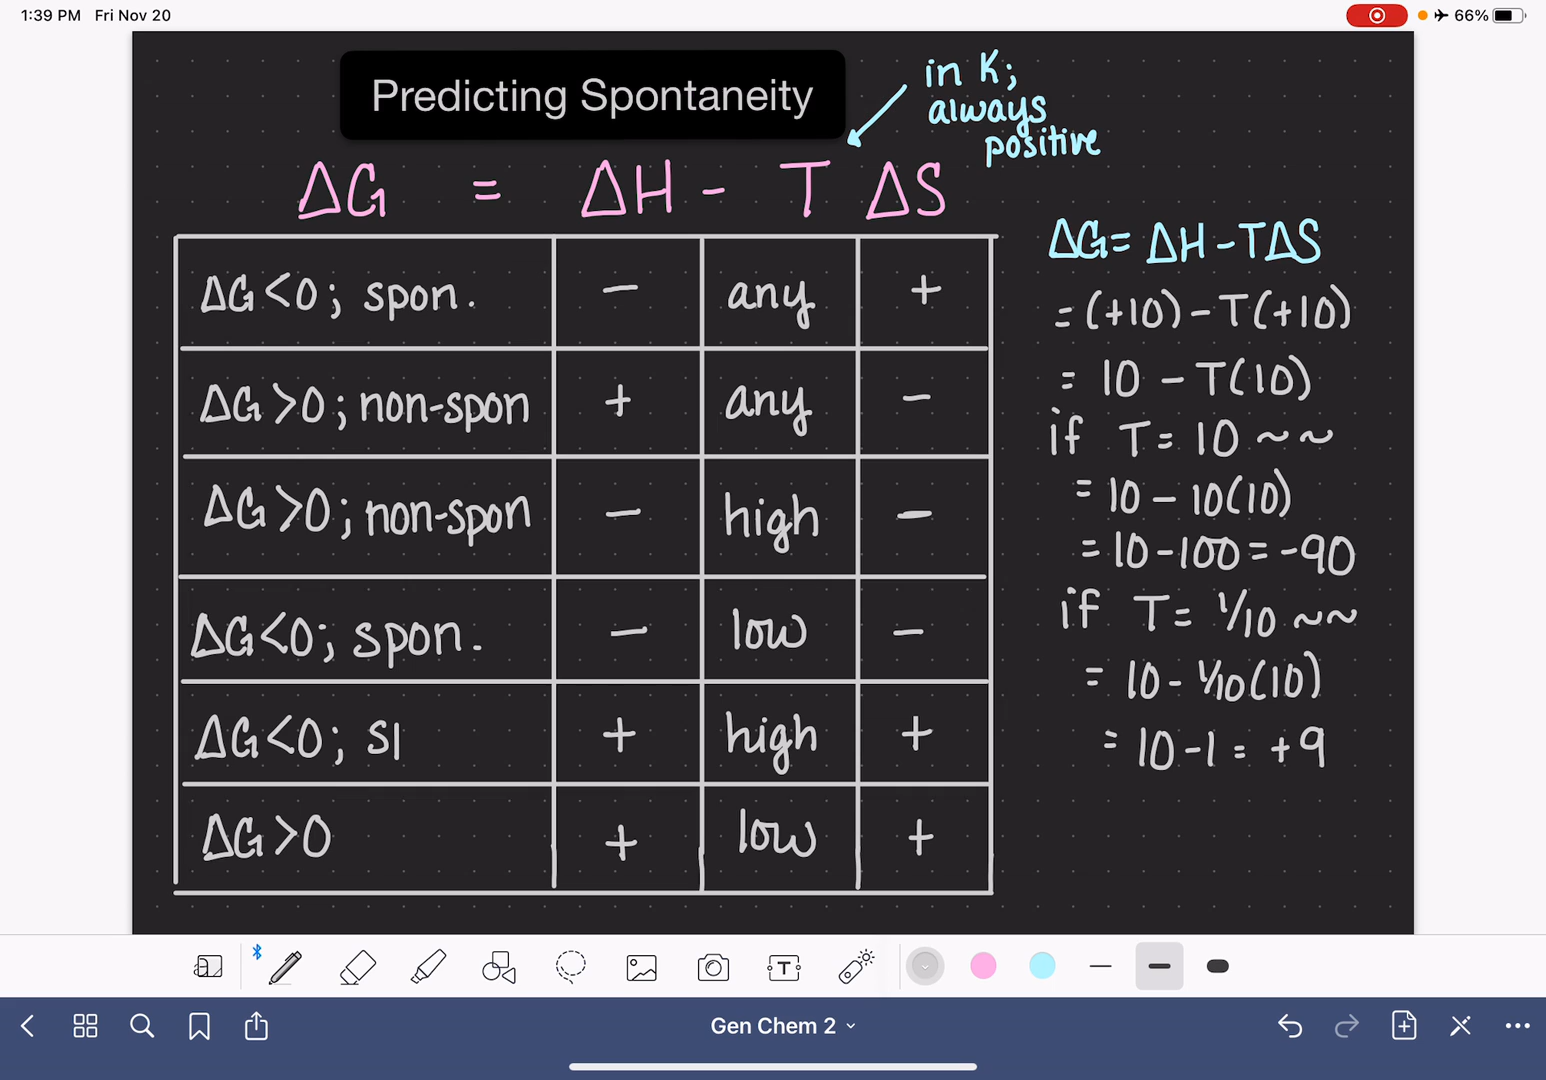 1:39 PM Fri Nov 20
66%
Predicting Spontaneity
in K;
always
positive
ΔG = ΔH - T ΔS
ΔG<0; spon. - any +
ΔG>0; non-spon + any -
ΔG>0; non-spon - high -
ΔG<0; spon. - low -
ΔG<0; sp + high +
ΔG>0 + low +
ΔG= ΔH-TΔS
= (+10) - T(+10)
= 10 - T(10)
if T= 10 ~~
= 10 - 10(10)
= 10-100 = -90
if T= 1/10 ~~
= 10 - 1/10(10)
= 10-1 = +9
T
Gen Chem 2